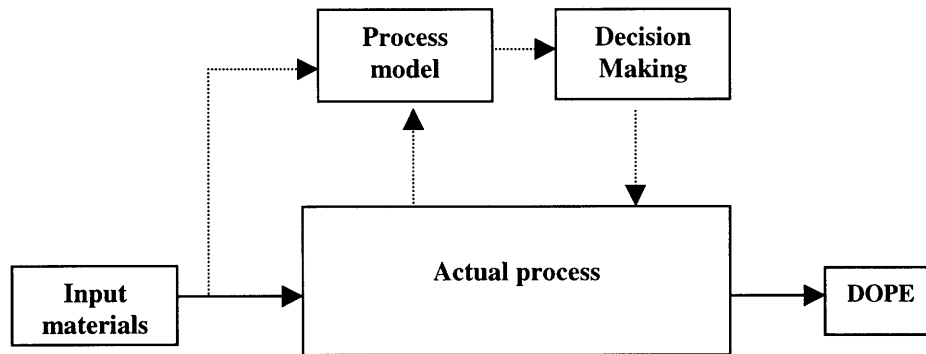 Process
model
Decision
Making
Actual process
Input
materials
DOPE